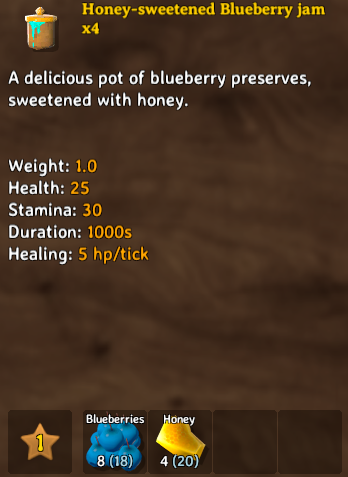 Honey-sweetened Blueberry jam
x4
A delicious pot of blueberry preserves,
sweetened with honey.
Weight: 1.0
Health: 25
Stamina: 30
Duration: 1000s
Healing: 5 hp/tick
1
Blueberries
8 (18)
Honey
4 (20)